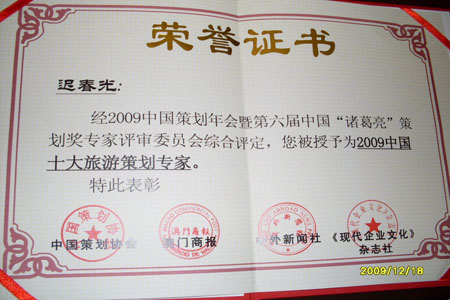 荣誉证书
迟春光:
经2009中国策划年会暨第六届中国“诸葛亮”策
划奖专家评审委员会综合评定，您被授予为2009中国
十大旅游策划专家。
特此表彰
中国策划协会 澳门商报 中外新闻社 《现代企业文化》
杂志社
2009/12/18